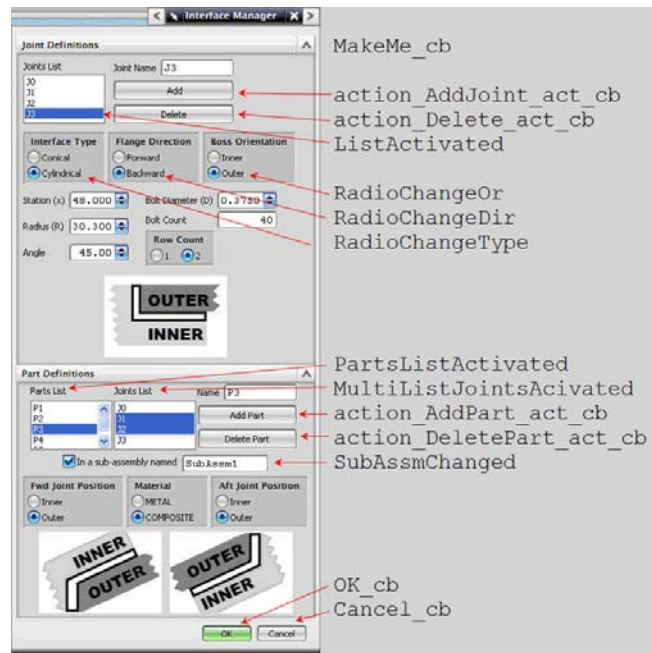 Interface Manager
Joint Definitions
MakeMe_cb
Joints List
Joint Name J3
J0
J1
J2
J3
Add
action_AddJoint_act_cb
Delete
action_Delete_act_cb
ListActivated
Interface Type
Flange Direction
Boss Orientation
Conical
Forward
Inner
Cylindrical
Backward
Outer
RadioChangeOr
Station (x) 48.000
Bolt Diameter (D) 0.3750
RadioChangeDir
Radius (R) 30.300
Bolt Count 40
RadioChangeType
Angle 45.00
Row Count
1 2
OUTER
INNER
PartsListActivated
Part Definitions
Parts List
Joints List
Name P3
MultiListJointsAcivated
P1
P2
P3
P4
J0
J1
J2
J3
Add Part
action_AddPart_act_cb
Delete Part
action_DeletePart_act_cb
In a sub-assembly named SubAssm1
SubAssmChanged
Fwd Joint Position
Material
Aft Joint Position
Inner
METAL
Inner
Outer
COMPOSITE
Outer
INNER
OUTER
OUTER
INNER
OK_cb
Cancel_cb
OK
Cancel